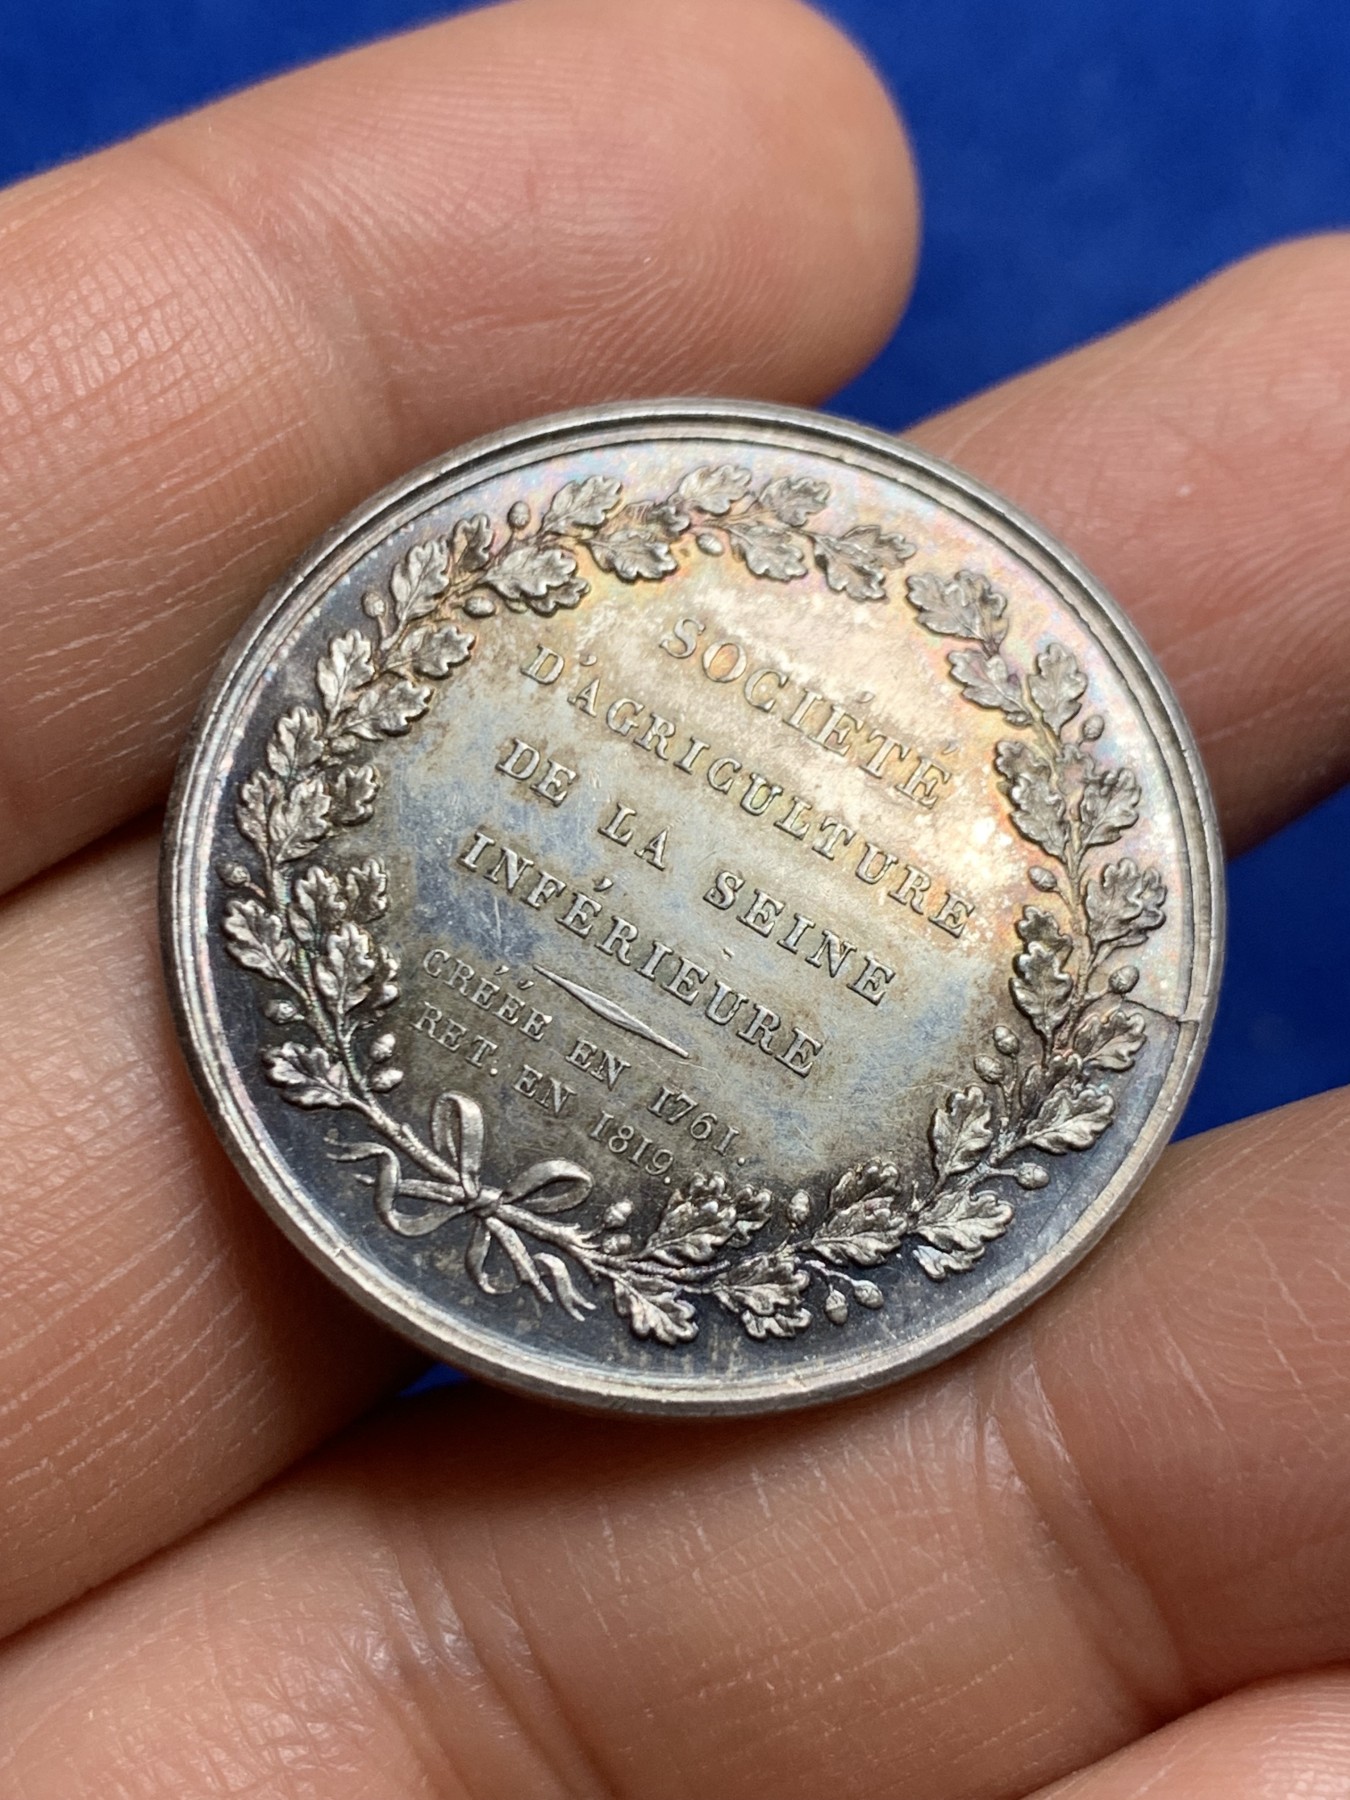 SOCIÉTÉ
D'AGRICULTURE
DE LA SEINE
INFÉRIEURE
CRÉÉE EN 1761.
RET. EN 1819.